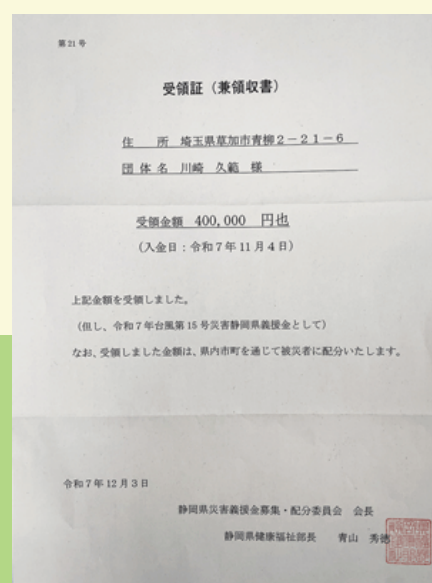 第21号
受領証（兼領収書）
住　所　埼玉県草加市青柳2－21－6
団体名　川崎　久範　様
受領金額　400,000　円也
（入金日：令和7年11月4日）
上記金額を受領しました。
（但し、令和7年台風第15号災害静岡県義援金として）
なお、受領しました金額は、県内市町を通じて被災者に配分いたします。
令和7年12月3日
静岡県災害義援金募集・配分委員会　会長
静岡県健康福祉部長　青山　秀徳